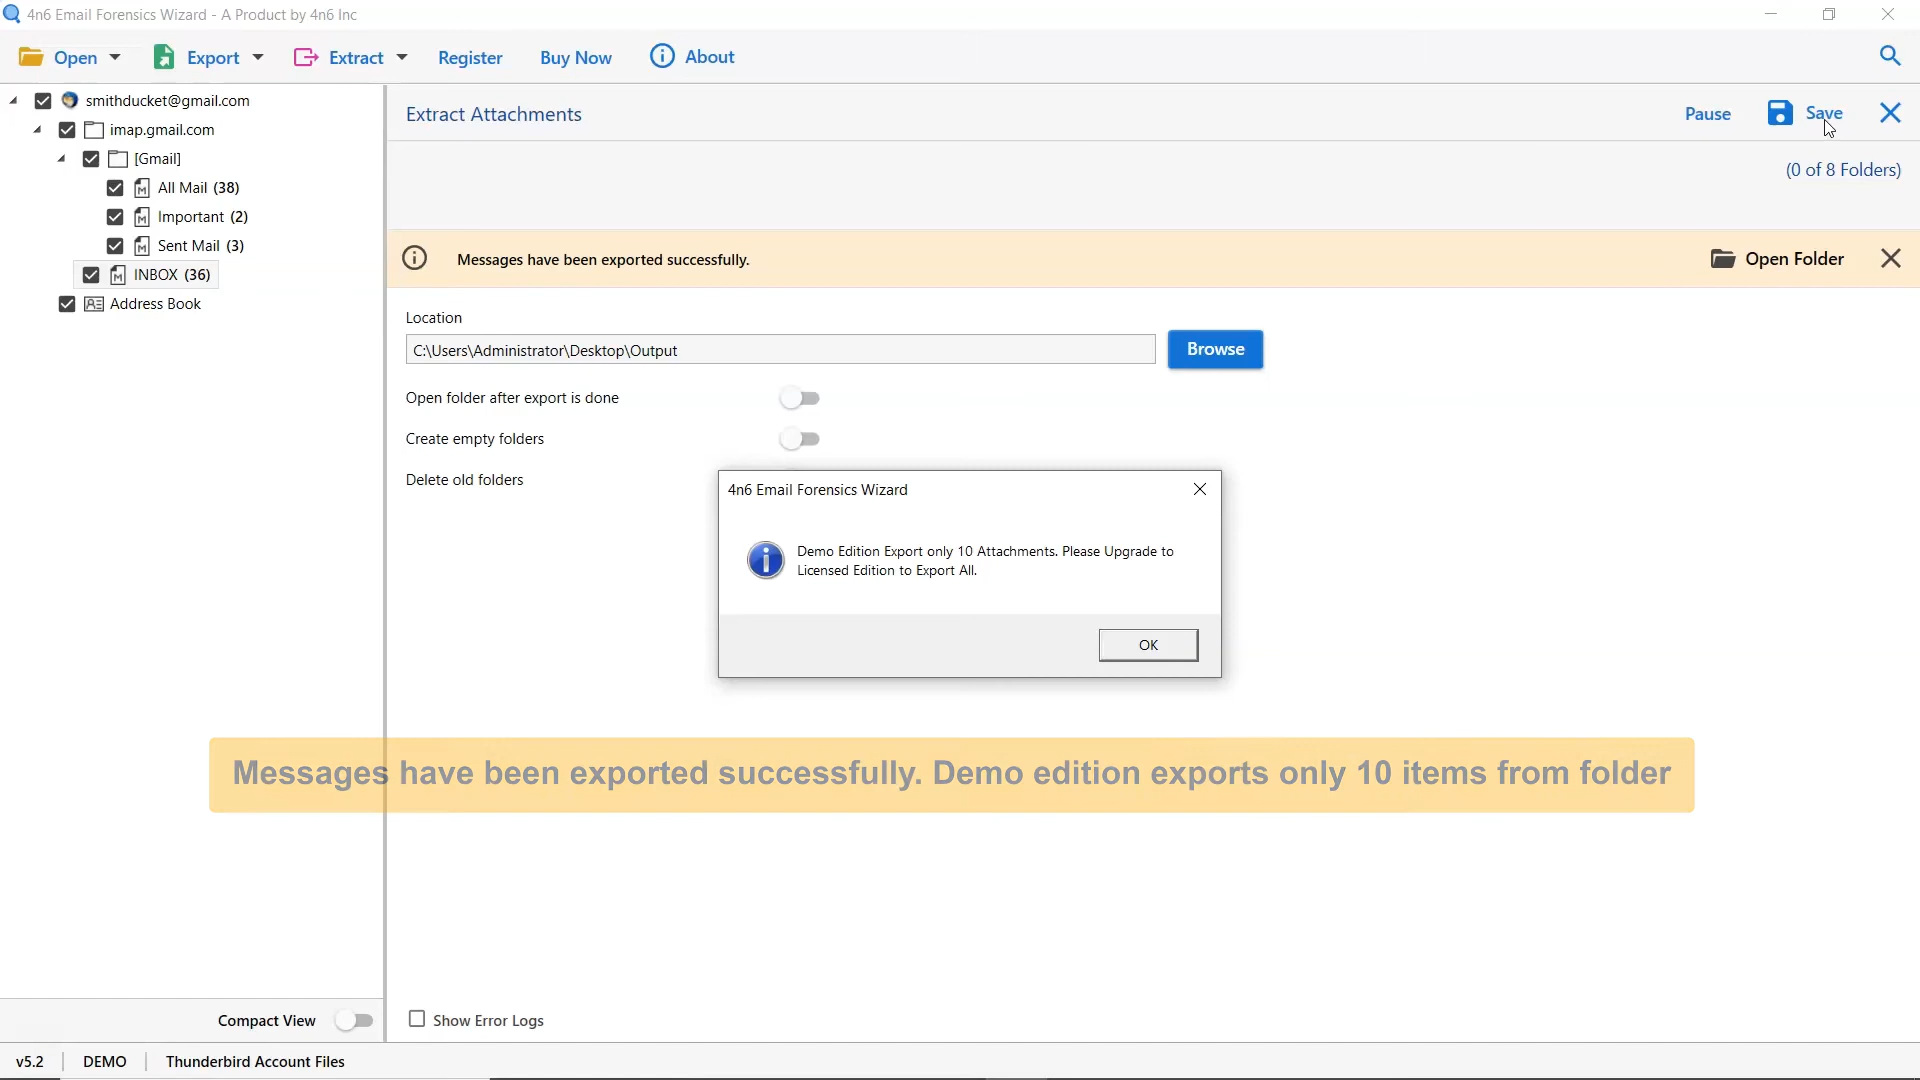 4n6 Email Forensics Wizard - A Product by 4n6 Inc
Open Export Extract Register Buy Now About
smithducket@gmail.com
imap.gmail.com
[Gmail]
All Mail (38)
Important (2)
Sent Mail (3)
INBOX (36)
Address Book
Extract Attachments Pause Save
(0 of 8 Folders)
Messages have been exported successfully. Open Folder
Location
C:\Users\Administrator\Desktop\Output Browse
Open folder after export is done
Create empty folders
Delete old folders
4n6 Email Forensics Wizard
Demo Edition Export only 10 Attachments. Please Upgrade to
Licensed Edition to Export All.
OK
Messages have been exported successfully. Demo edition exports only 10 items from folder
Compact View Show Error Logs
v5.2 DEMO Thunderbird Account Files